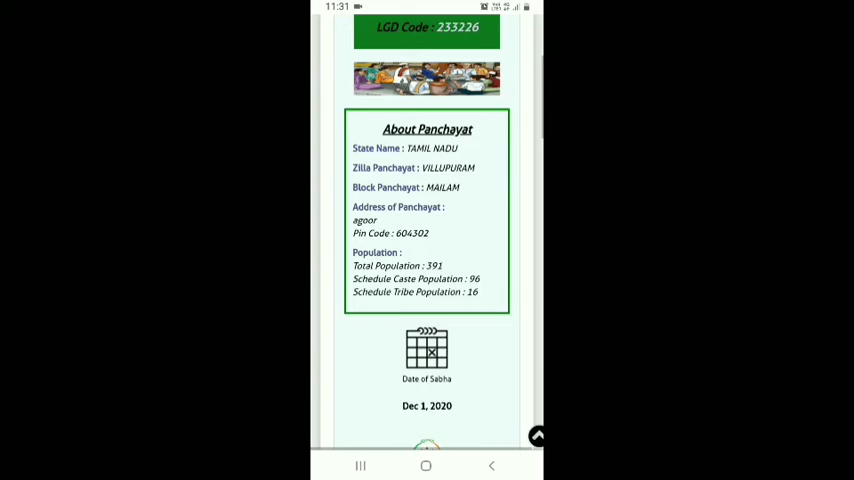 11:31
LGD Code : 233226
About Panchayat
State Name : TAMIL NADU
Zilla Panchayat : VILLUPURAM
Block Panchayat : MAILAM
Address of Panchayat :
agoor
Pin Code : 604302
Population :
Total Population : 391
Schedule Caste Population : 96
Schedule Tribe Population : 16
Date of Sabha
Dec 1, 2020